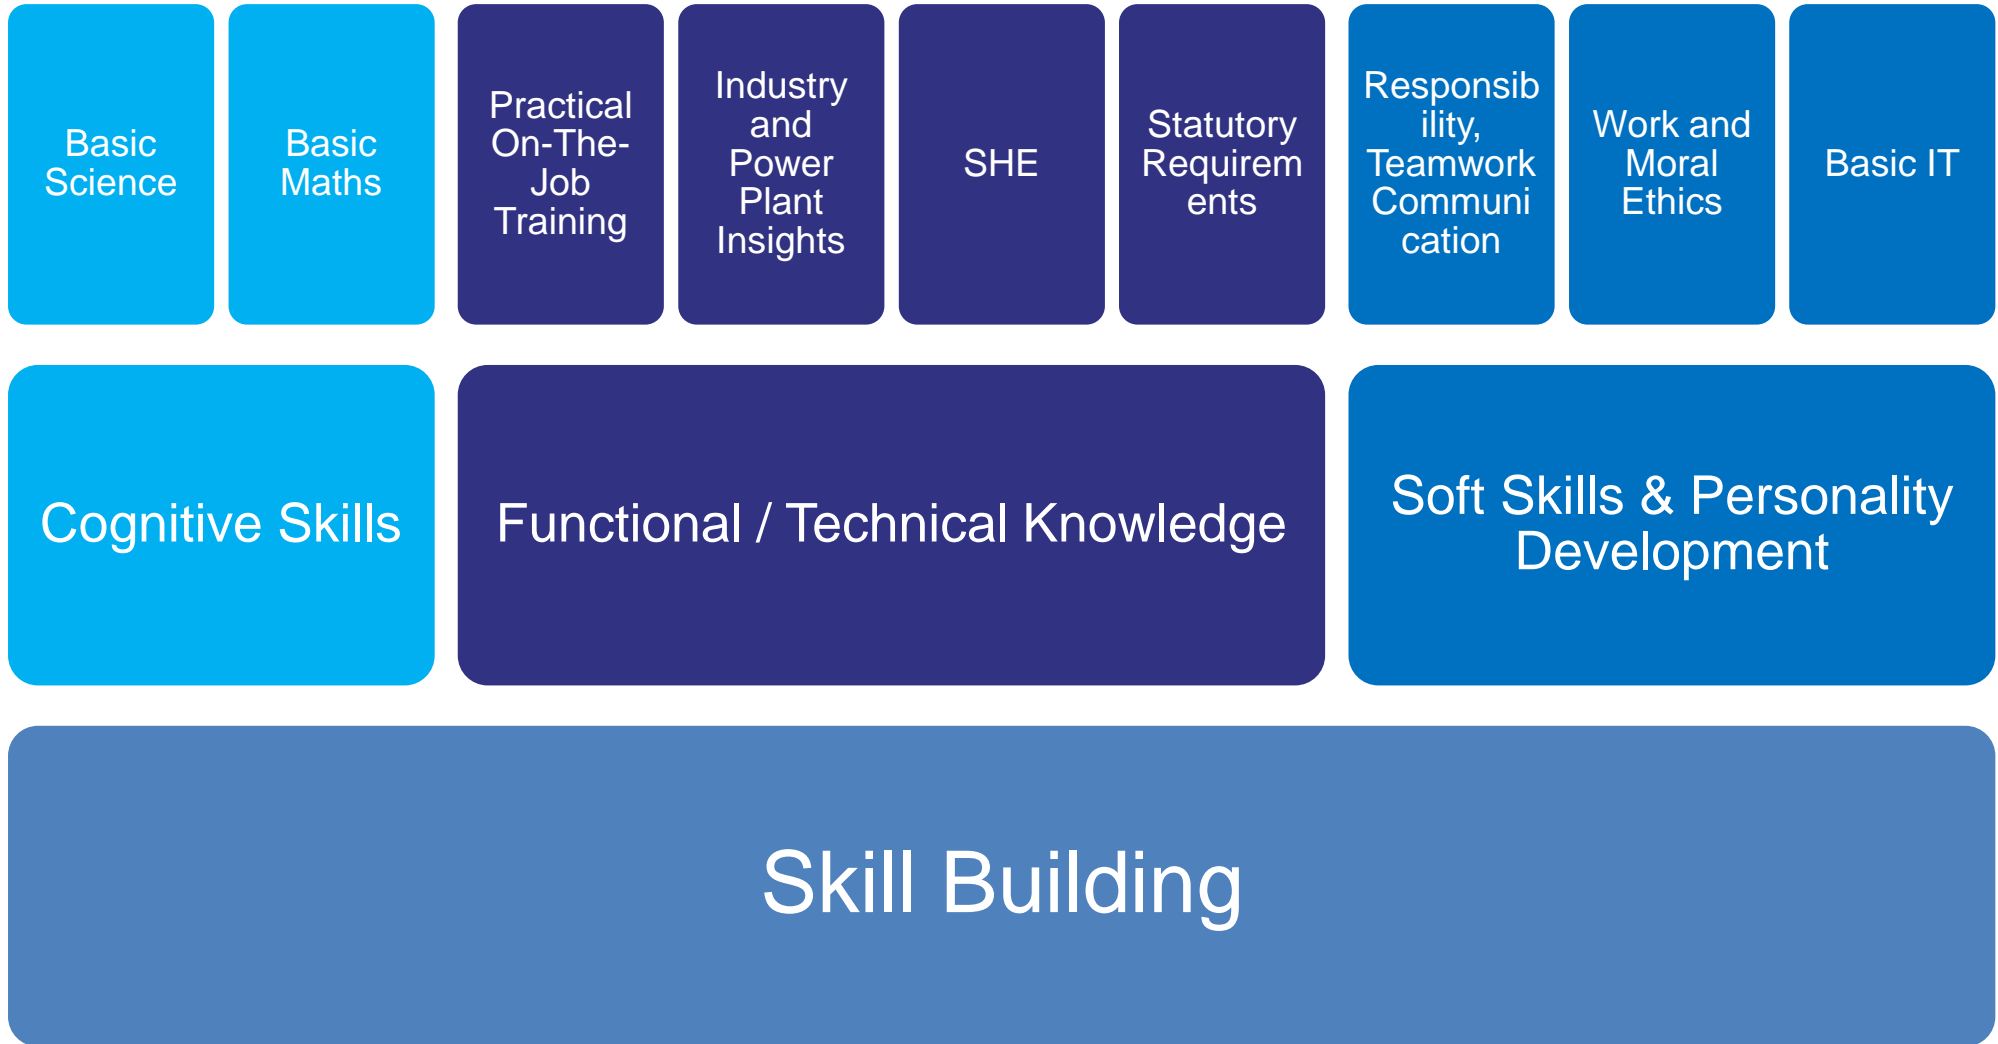 Basic
Science
Basic
Maths
Practical
On-The-
Job
Training
Industry
and
Power
Plant
Insights
SHE
Statutory
Requirem
ents
Responsib
ility,
Teamwork
Communi
cation
Work and
Moral
Ethics
Basic IT
Cognitive Skills
Functional / Technical Knowledge
Soft Skills & Personality
Development
Skill Building